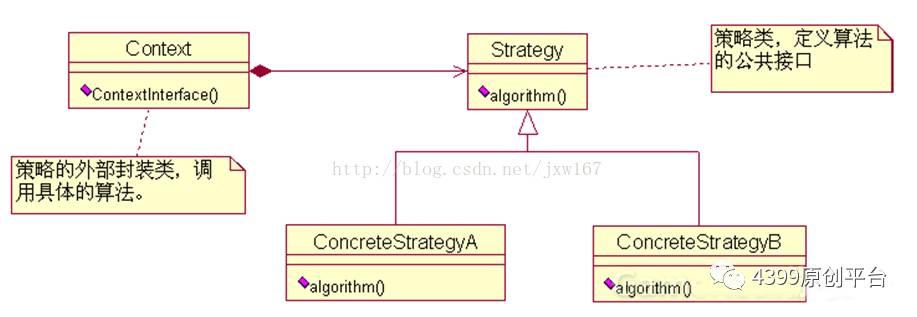 Context
ContextInterface()
Strategy
algorithm()
策略类，定义算法
的公共接口
策略的外部封装类，调
用具体的算法。
http://blog.csdn.net/jxw167
ConcreteStrategyA
algorithm()
ConcreteStrategyB
algorithm()
4399原创平台